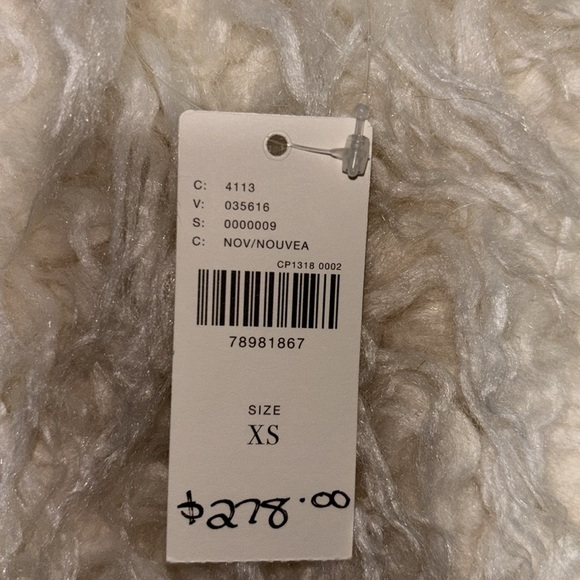 C: 4113
V: 035616
S: 0000009
C: NOV/NOUVEA
CP1318 0002
78981867
SIZE
XS
$278.00